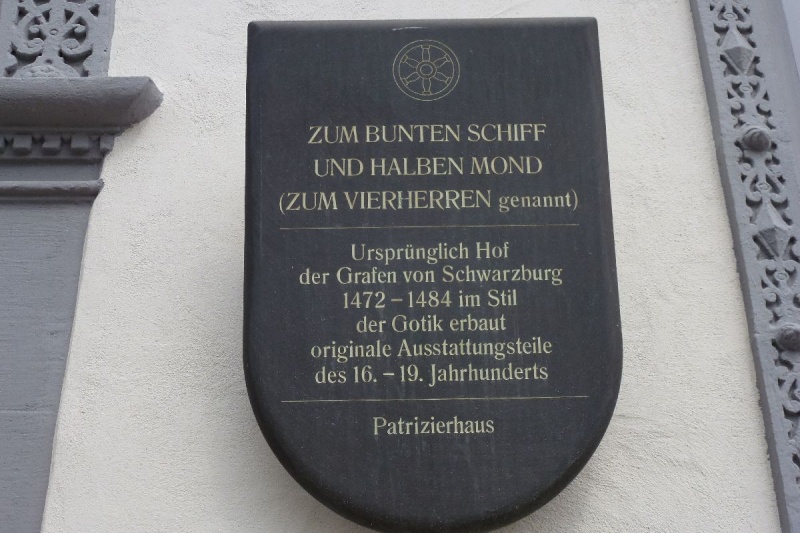 ZUM BUNTEN SCHIFF
UND HALBEN MOND
(ZUM VIERHERREN genannt)
Ursprünglich Hof
der Grafen von Schwarzburg
1472 – 1484 im Stil
der Gotik erbaut
originale Ausstattungsteile
des 16. – 19. Jahrhunderts
Patrizierhaus